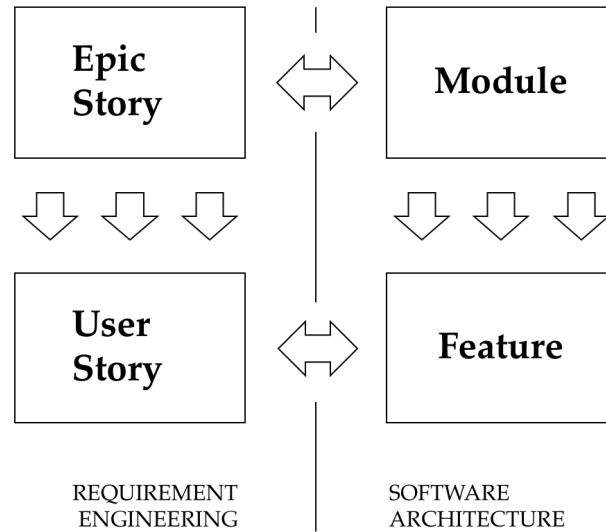 Epic
Story
Module
User
Story
Feature
REQUIREMENT
ENGINEERING
SOFTWARE
ARCHITECTURE